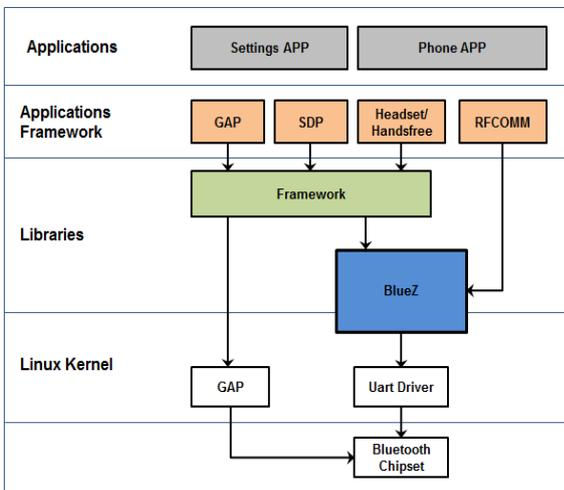 Applications
Settings APP
Phone APP
Applications
Framework
GAP
SDP
Headset/
Handsfree
RFCOMM
Framework
Libraries
BlueZ
Linux Kernel
GAP
Uart Driver
Bluetooth
Chipset